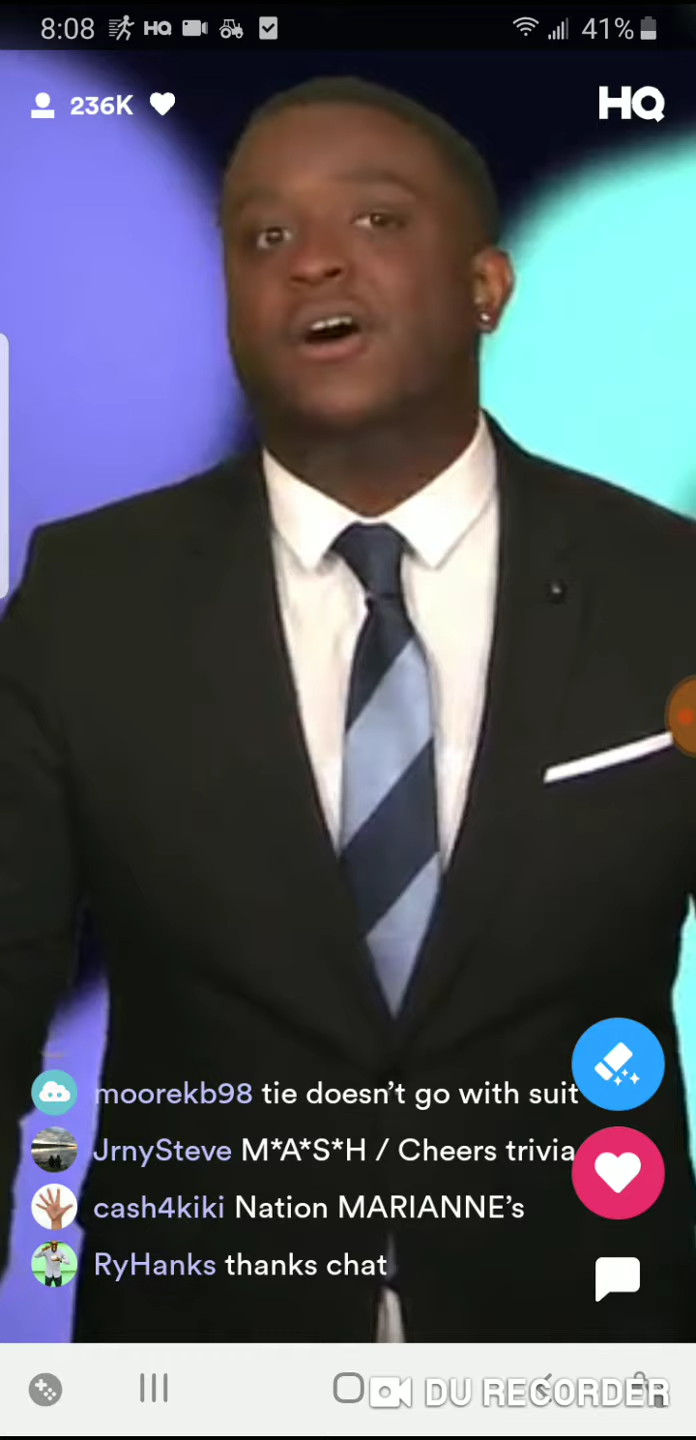 8:08 HQ 41%
236K HQ
moorekb98 tie doesn't go with suit
JrnySteve M*A*S*H / Cheers trivia
cash4kiki Nation MARIANNE's
RyHanks thanks chat
DU RECORDER